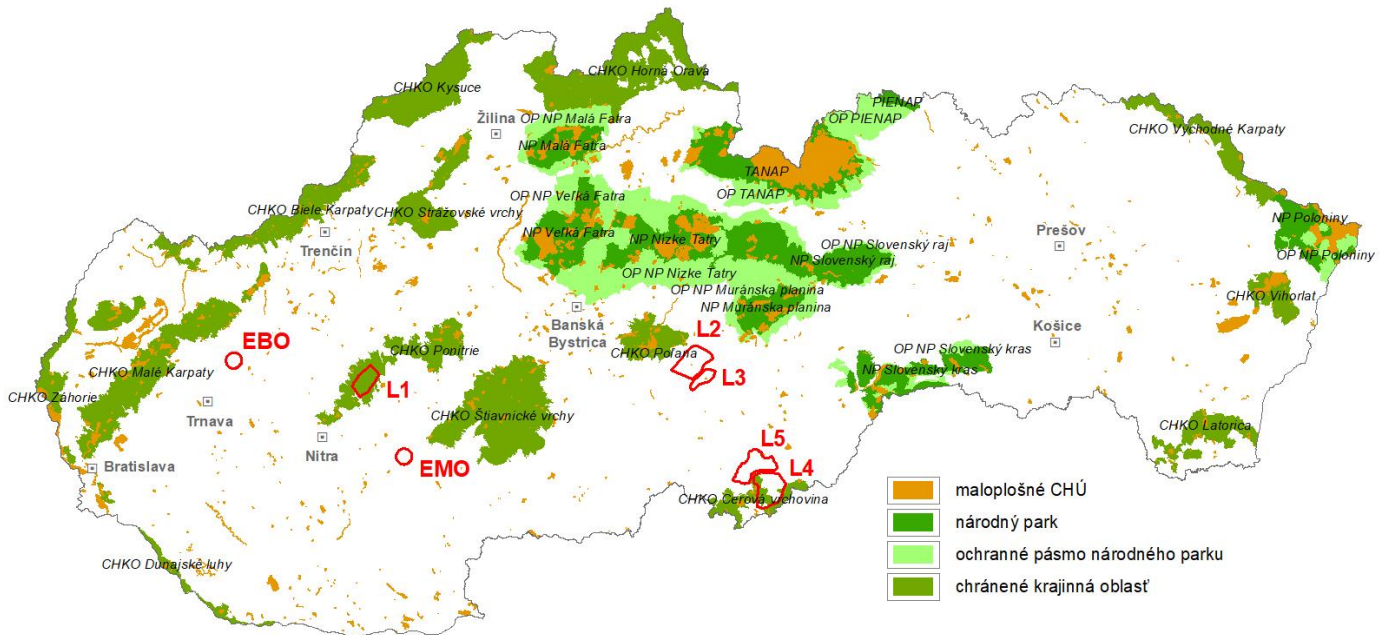 CHKO Horná Orava
CHKO Kysuce
PIENAP
Žilina
OP NP Malá Fatra
OP PIENAP
CHKO Východné Karpaty
NP Malá Fatra
TANAP
OP NP Veľká Fatra
OP TANAP
CHKO Biele Karpaty
CHKO Strážovské vrchy
NP Poloniny
Trenčín
NP Veľká Fatra
NP Nízke Tatry
Prešov
OP NP Slovenský raj
NP Slovenský raj
OP NP Poloniny
OP NP Nízke Tatry
OP NP Muránska planina
NP Muránska planina
CHKO Vihorlat
Banská
Bystrica
L2
Košice
EBO
CHKO Ponitrie
CHKO Poľana
OP NP Slovenský kras
CHKO Malé Karpaty
L1
L3
NP Slovenský kras
CHKO Záhorie
Trnava
CHKO Štiavnické vrchy
CHKO Latorica
Nitra
L5
Bratislava
EMO
L4
CHKO Cerová vrchovina
maloplošné CHÚ
národný park
ochranné pásmo národného parku
chránené krajinná oblasť
CHKO Dunajské luhy